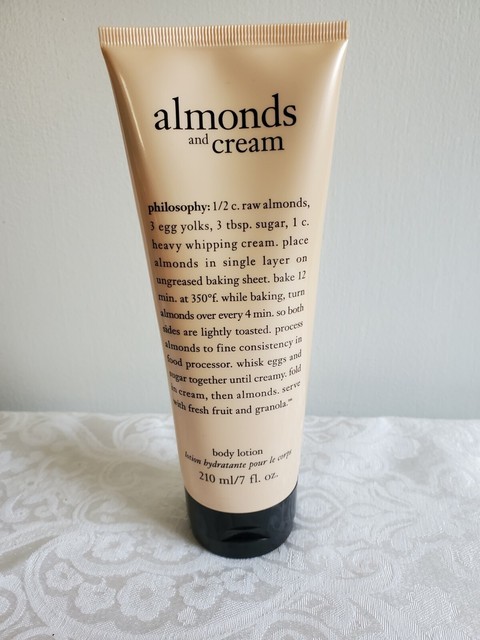 almonds
and cream
philosophy: 1/2 c. raw almonds,
3 egg yolks, 3 tbsp. sugar, 1 c.
heavy whipping cream. place
almonds in single layer on
ungreased baking sheet. bake 12
min. at 350°f. while baking, turn
almonds over every 4 min. so both
sides are lightly toasted. process
almonds to fine consistency in
food processor. whisk eggs and
sugar together until creamy. fold
in cream, then almonds. serve
with fresh fruit and granola.™
body lotion
lotion hydratante pour le corps
210 ml/7 fl. oz.